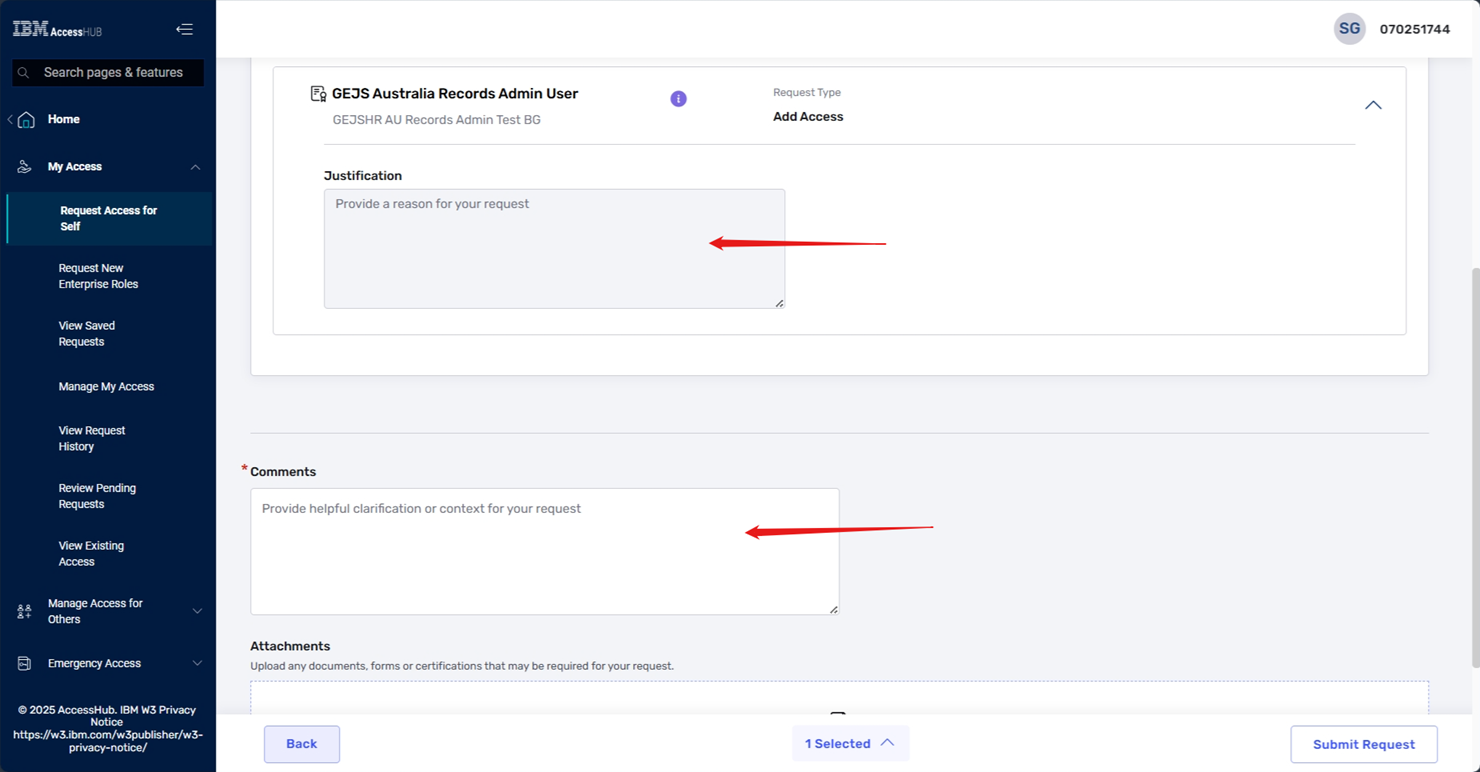 IBM AccessHUB
Search pages & features
Home
My Access
Request Access for
Self
Request New
Enterprise Roles
View Saved
Requests
Manage My Access
View Request
History
Review Pending
Requests
View Existing
Access
Manage Access for
Others
Emergency Access
© 2025 AccessHub. IBM W3 Privacy
Notice
https://w3.ibm.com/w3publisher/w3-
privacy-notice/
SG 070251744
GEJS Australia Records Admin User
GEJSHR AU Records Admin Test BG
i
Request Type
Add Access
Justification
Provide a reason for your request
* Comments
Provide helpful clarification or context for your request
Attachments
Upload any documents, forms or certifications that may be required for your request.
Back
1 Selected
Submit Request